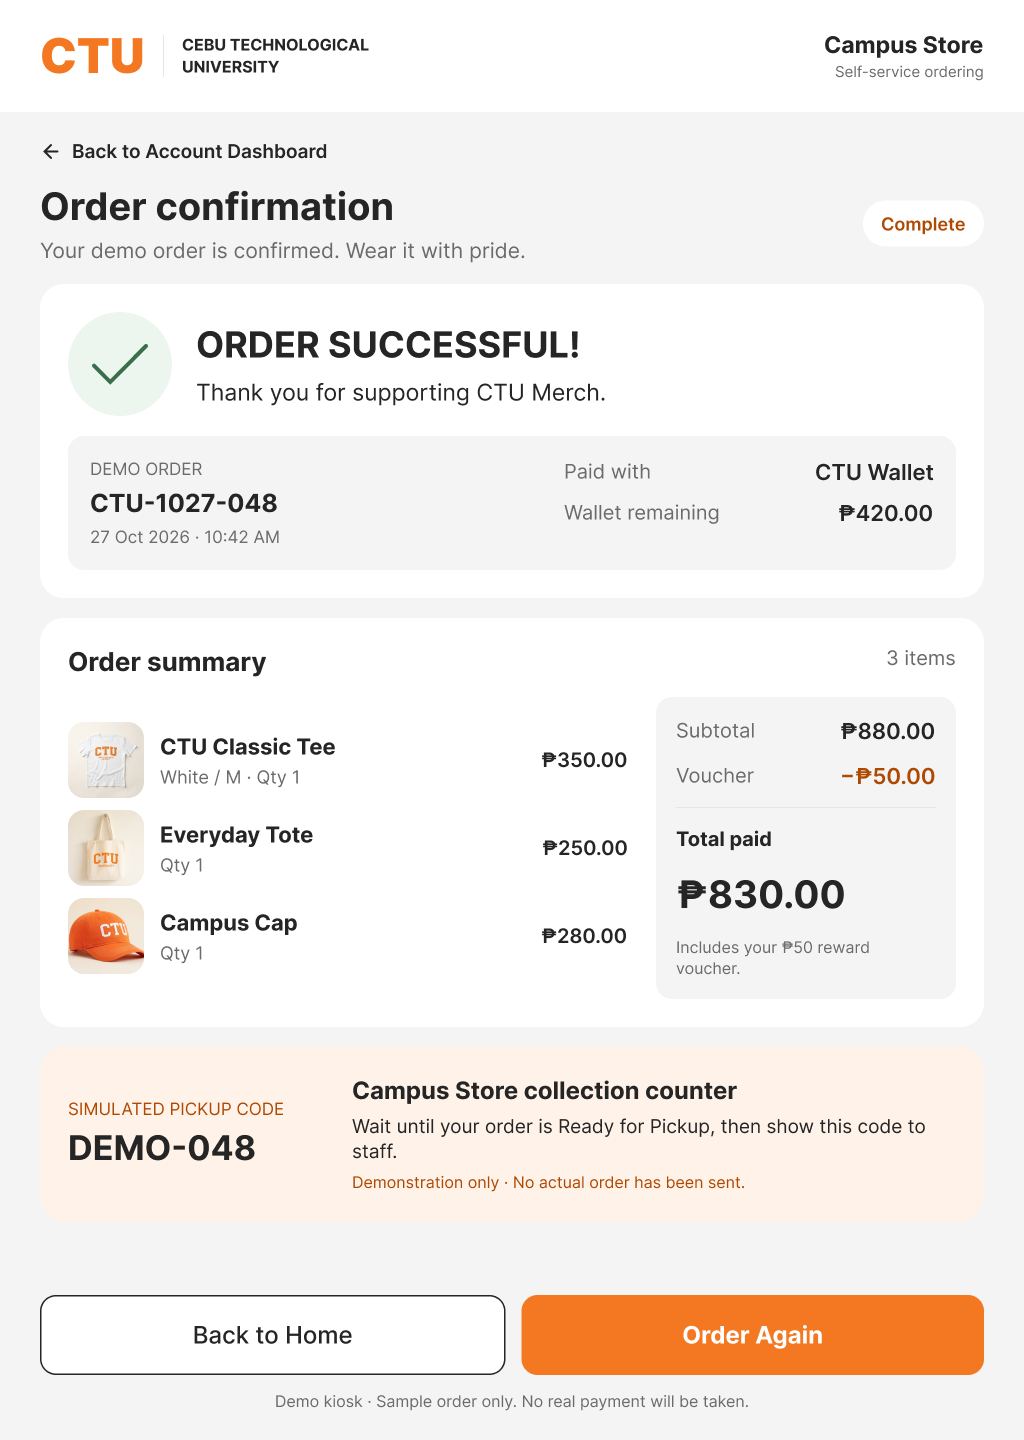 CTU
CEBU TECHNOLOGICAL
UNIVERSITY
Campus Store
Self-service ordering
← Back to Account Dashboard
Order confirmation
Your demo order is confirmed. Wear it with pride.
Complete
ORDER SUCCESSFUL!
Thank you for supporting CTU Merch.
DEMO ORDER
CTU-1027-048
27 Oct 2026 · 10:42 AM
Paid with CTU Wallet
Wallet remaining ₱420.00
Order summary
3 items
CTU
CTU Classic Tee
White / M · Qty 1
₱350.00
CTU
Everyday Tote
Qty 1
₱250.00
CTU
Campus Cap
Qty 1
₱280.00
Subtotal ₱880.00
Voucher −₱50.00
Total paid
₱830.00
Includes your ₱50 reward
voucher.
SIMULATED PICKUP CODE
DEMO-048
Campus Store collection counter
Wait until your order is Ready for Pickup, then show this code to
staff.
Demonstration only · No actual order has been sent.
Back to Home
Order Again
Demo kiosk · Sample order only. No real payment will be taken.